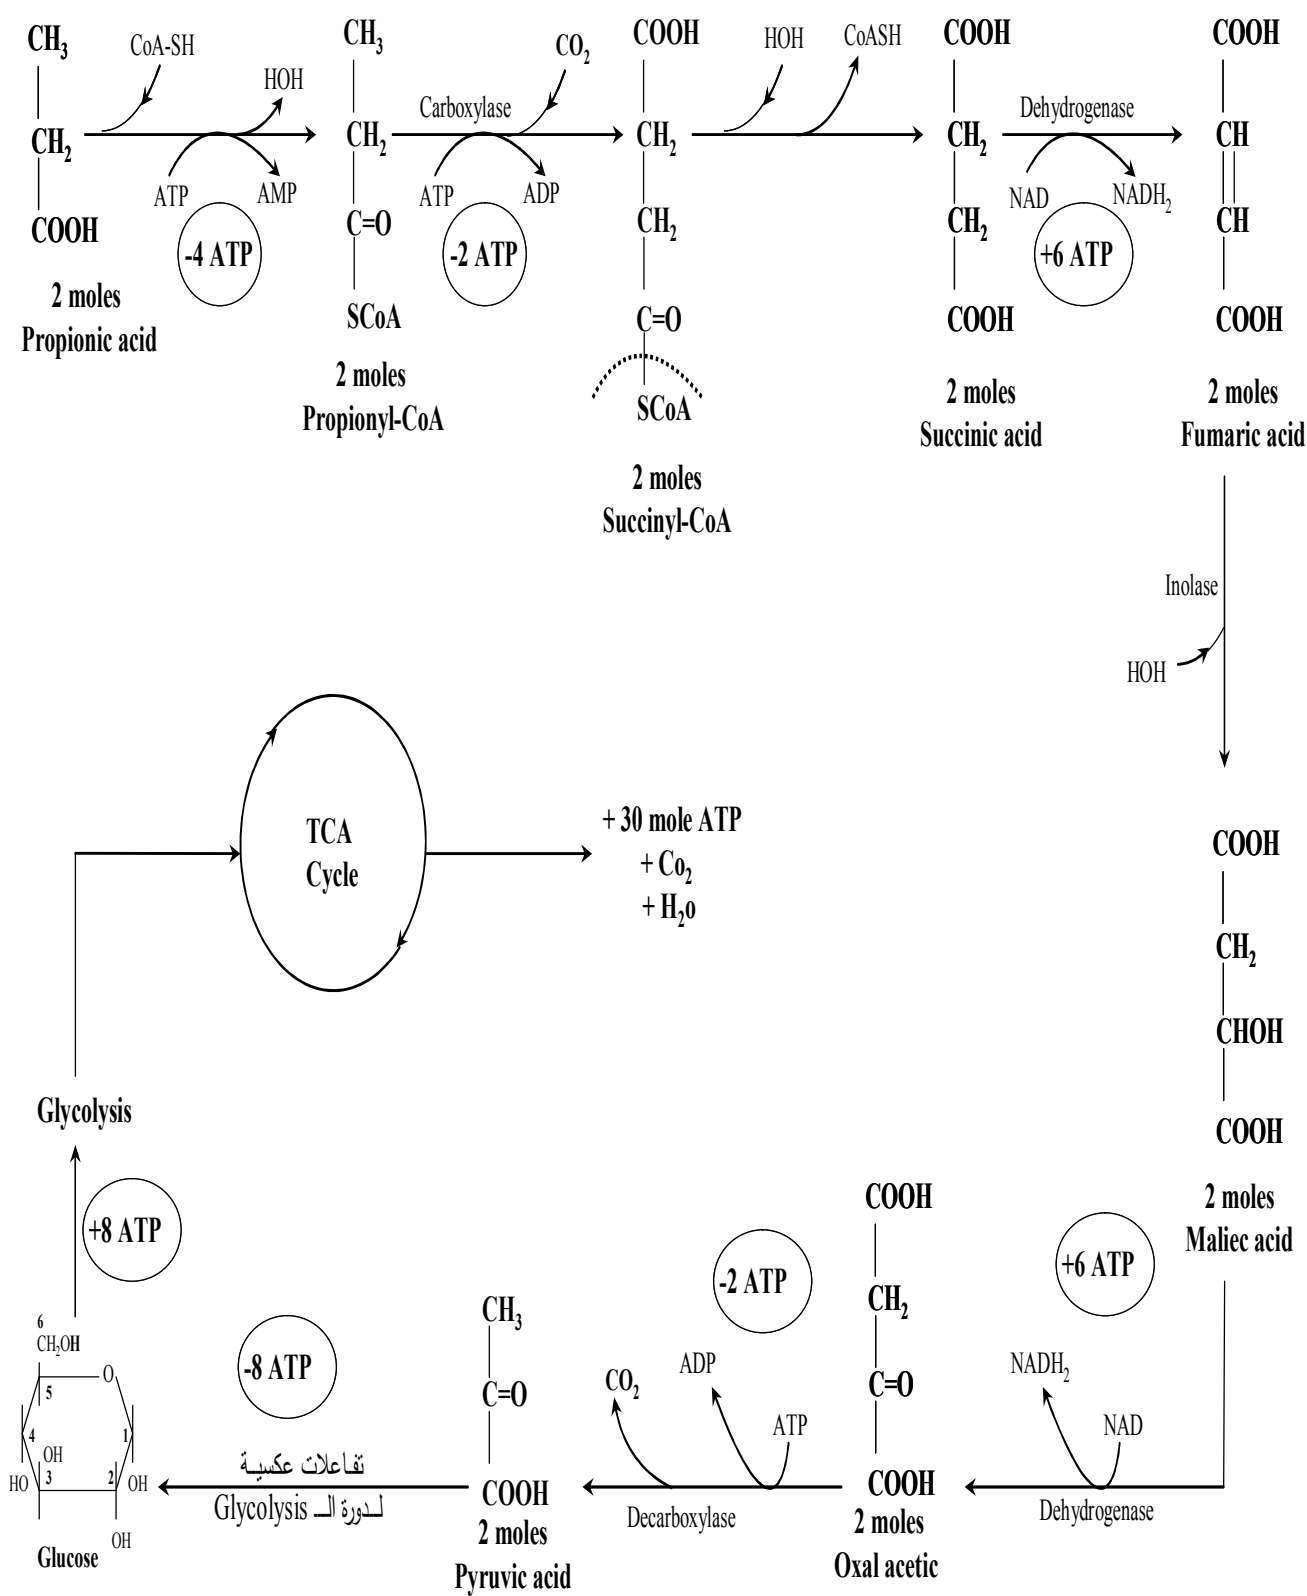 CH3
CoA-SH
HOH
CH2
ATP
AMP
COOH
-4 ATP
2 moles
Propionic acid
CH3
Carboxylase
CO2
CH2
ATP
ADP
C=O
-2 ATP
SCoA
2 moles
Propionyl-CoA
COOH
HOH
CoASH
CH2
CH2
C=O
SCoA
2 moles
Succinyl-CoA
COOH
Dehydrogenase
CH2
NAD
NADH2
CH2
+6 ATP
COOH
2 moles
Succinic acid
COOH
CH
CH
COOH
2 moles
Fumaric acid
Inolase
HOH
COOH
CH2
CHOH
COOH
2 moles
Maliec acid
+6 ATP
NADH2
NAD
Dehydrogenase
COOH
CH2
C=O
COOH
2 moles
Oxal acetic
-2 ATP
ADP
ATP
CO2
Decarboxylase
CH3
C=O
COOH
2 moles
Pyruvic acid
-8 ATP
تفاعلات عكسية
لدورة الـ Glycolysis
6
CH2OH
O
5
4
OH
1
HO
3
2
OH
OH
Glucose
+8 ATP
Glycolysis
TCA
Cycle
+ 30 mole ATP
+ Co2
+ H2o